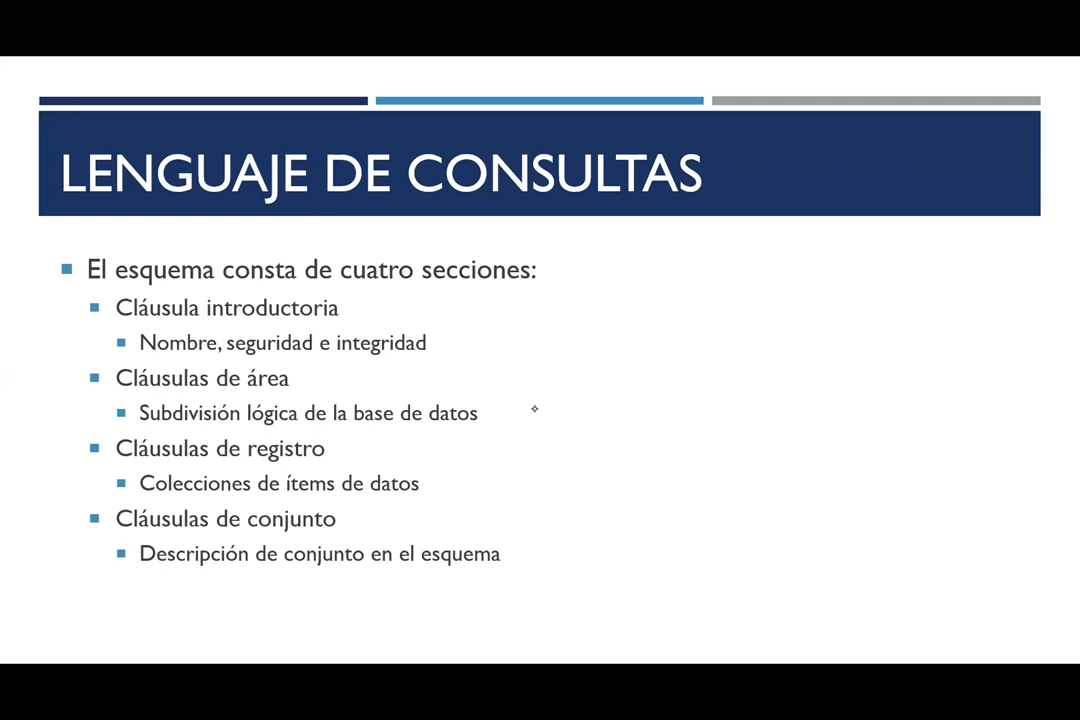 LENGUAJE DE CONSULTAS
El esquema consta de cuatro secciones:
Cláusula introductoria
Nombre, seguridad e integridad
Cláusulas de área
Subdivisión lógica de la base de datos
Cláusulas de registro
Colecciones de ítems de datos
Cláusulas de conjunto
Descripción de conjunto en el esquema